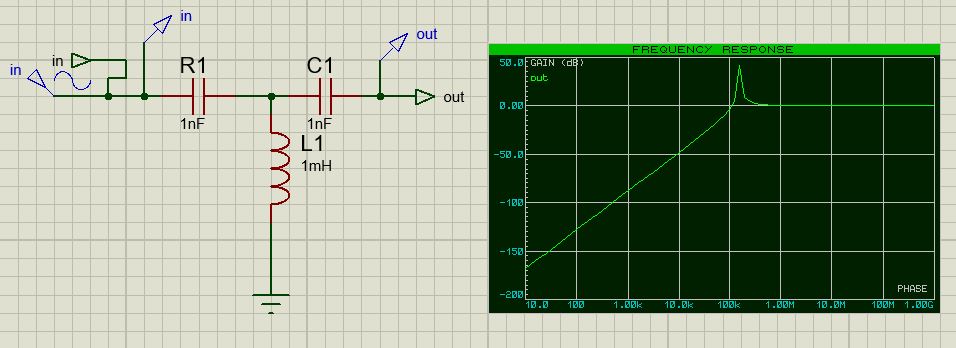 in
in
in
out
R1
1nF
C1
1nF
out
L1
1mH
FREQUENCY RESPONSE
GAIN (dB)
out
50.0
0.00
-50.0
-100
-150
-200
PHASE
10.0 100 1.00k 10.0k 100k 1.00M 10.0M 100M 1.00G